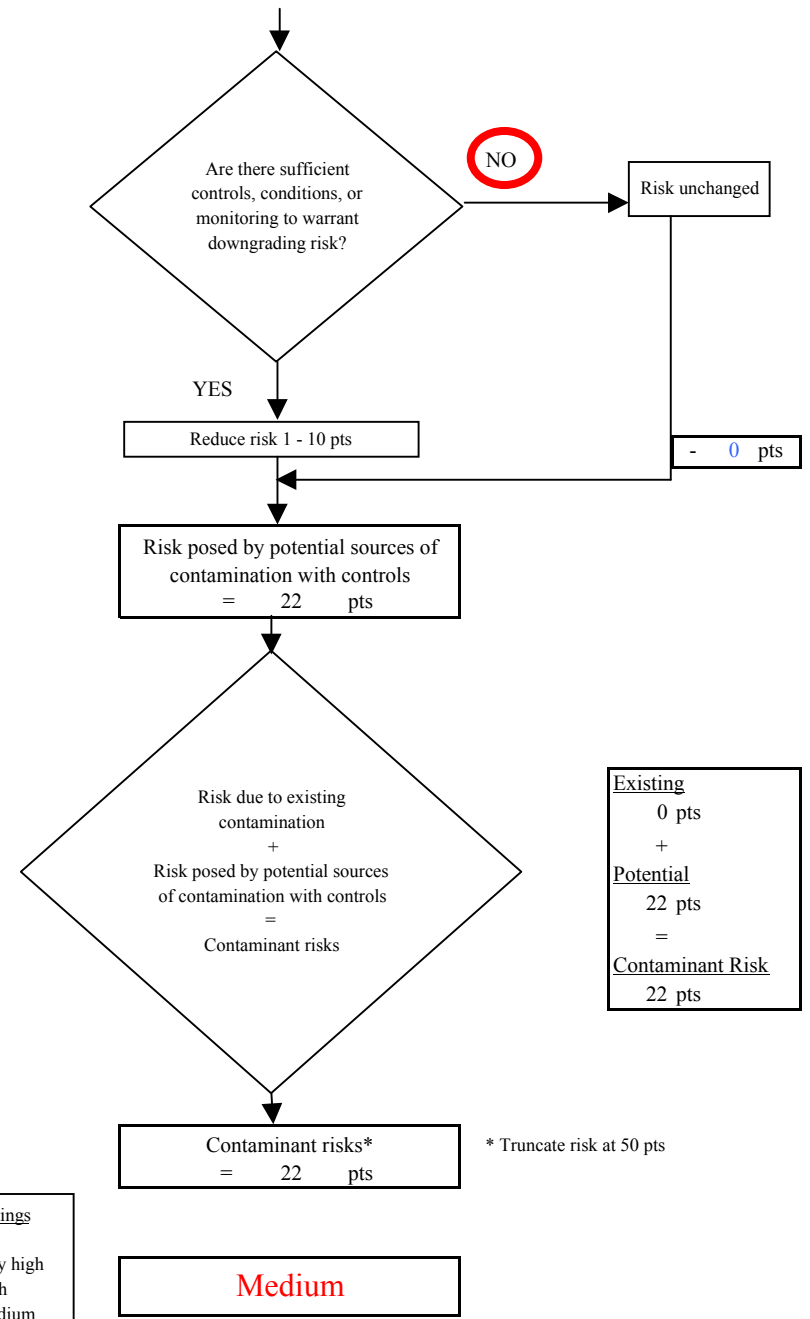 Are there sufficient
controls, conditions, or
monitoring to warrant
downgrading risk?
NO
Risk unchanged
YES
Reduce risk 1 - 10 pts
- 0 pts
Risk posed by potential sources of
contamination with controls
= 22 pts
Risk due to existing
contamination
+
Risk posed by potential sources
of contamination with controls
=
Contaminant risks
Existing
0 pts
+
Potential
22 pts
=
Contaminant Risk
22 pts
Contaminant risks*
= 22 pts
* Truncate risk at 50 pts
high
Medium